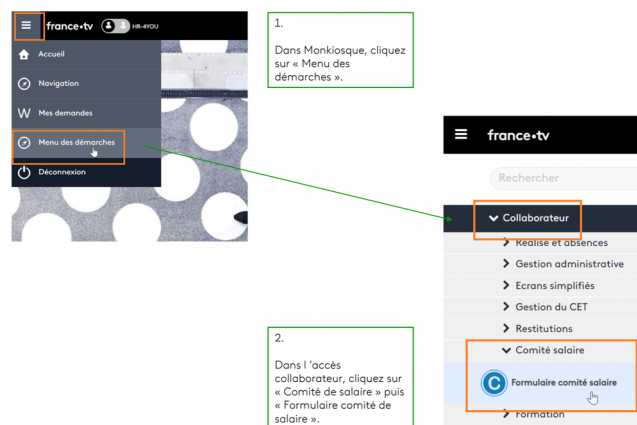 france•tv HR-4YOU
Accueil
Navigation
Mes demandes
Menu des démarches
Déconnexion
1.
Dans Monkiosque, cliquez
sur « Menu des
démarches ».
france•tv
Rechercher
Collaborateur
Réalisé et absences
Gestion administrative
Ecrans simplifiés
Gestion du CET
Restitutions
Comité salaire
C Formulaire comité salaire
Formation
2.
Dans l ’accès
collaborateur, cliquez sur
« Comité de salaire » puis
« Formulaire comité de
salaire ».